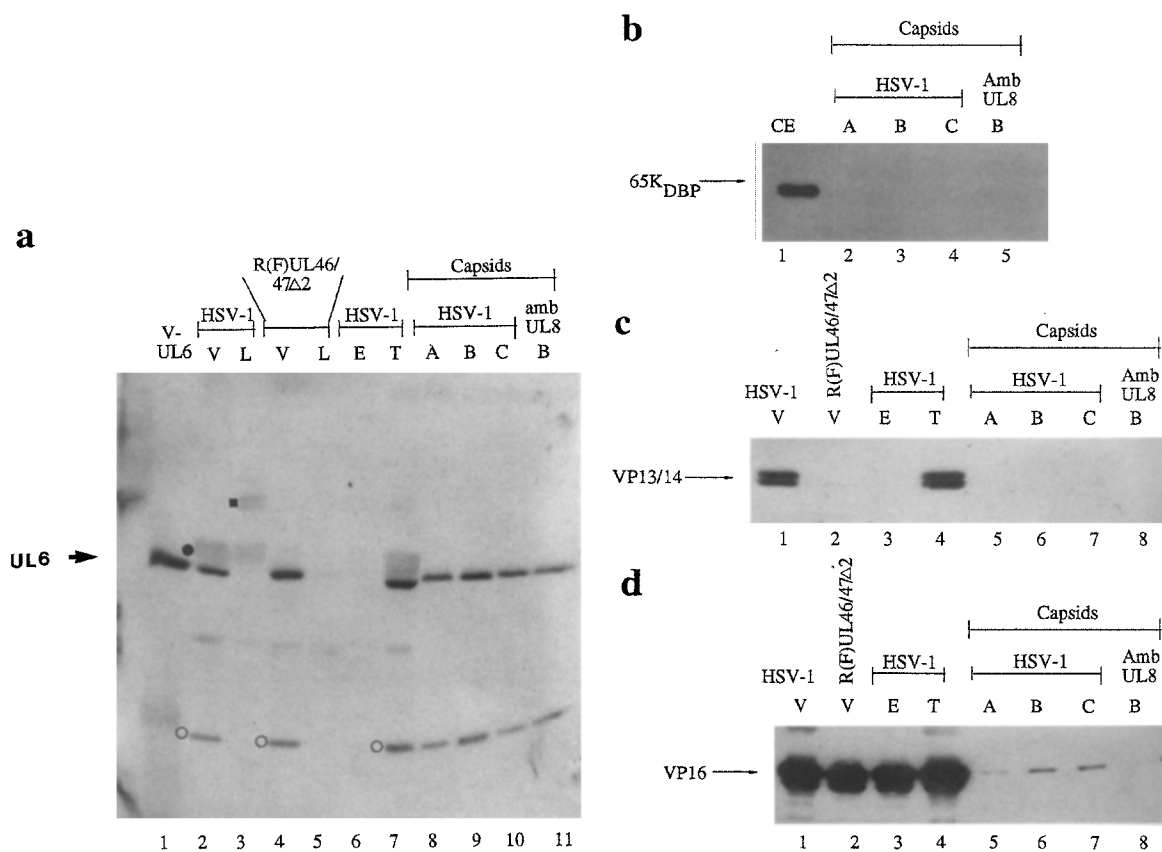 a
R(F)UL46/
47Δ2
Capsids
V-
UL6
HSV-1
HSV-1
HSV-1
amb
UL8
V L V L E T A B C B
UL6
1 2 3 4 5 6 7 8 9 10 11
b
Capsids
HSV-1
Amb
UL8
CE A B C B
65K DBP
1 2 3 4 5
c
R(F)UL46/47Δ2
Capsids
HSV-1
HSV-1
HSV-1
Amb
UL8
V V E T A B C B
VP13/14
1 2 3 4 5 6 7 8
d
R(F)UL46/47Δ2
Capsids
HSV-1
HSV-1
HSV-1
Amb
UL8
V V E T A B C B
VP16
1 2 3 4 5 6 7 8